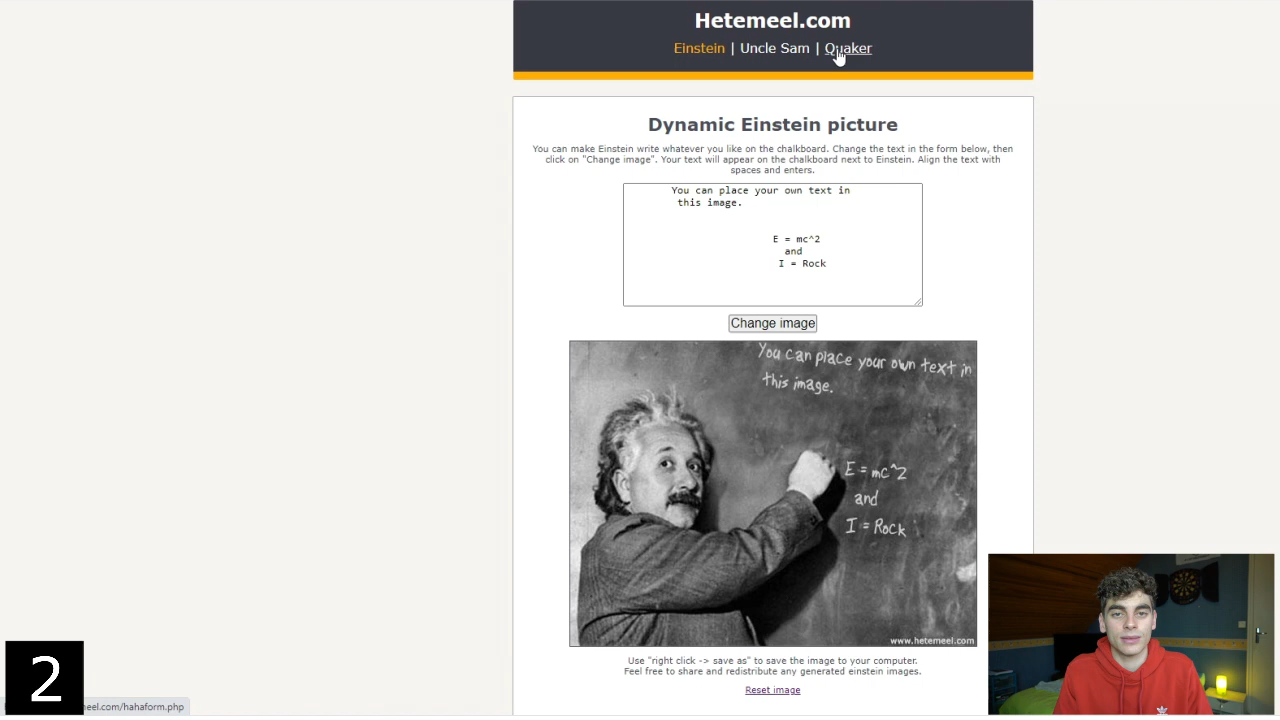 Hetemeel.com
Einstein | Uncle Sam | Quaker
Dynamic Einstein picture
You can make Einstein write whatever you like on the chalkboard. Change the text in the form below, then
click on "Change image". Your text will appear on the chalkboard next to Einstein. Align the text with
spaces and enters.
You can place your own text in
this image.
E = mc^2
and
I = Rock
Change image
You can place your own text in
this image.
E = mc^2
and
I = Rock
www.hetemeel.com
Use "right click -> save as" to save the image to your computer.
Feel free to share and redistribute any generated einstein images.
Reset image
2
meel.com/hahaform.php